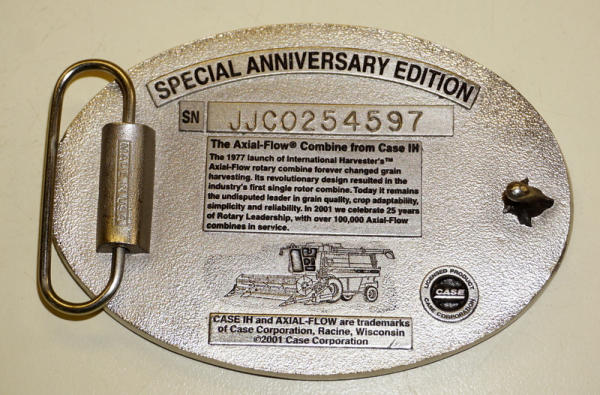 SPECIAL ANNIVERSARY EDITION
SN JJC0254597
The Axial-Flow® Combine from Case IH
The 1977 launch of International Harvester's™
Axial-Flow rotary combine forever changed grain
harvesting. Its revolutionary design resulted in the
industry's first single rotor combine. Today it remains
the undisputed leader in grain quality, crop adaptability,
simplicity and reliability. In 2001 we celebrate 25 years
of Rotary Leadership, with over 100,000 Axial-Flow
combines in service.
LICENSED PRODUCT
CASE
CASE CORPORATION
CASE IH and AXIAL-FLOW are trademarks
of Case Corporation, Racine, Wisconsin
©2001 Case Corporation